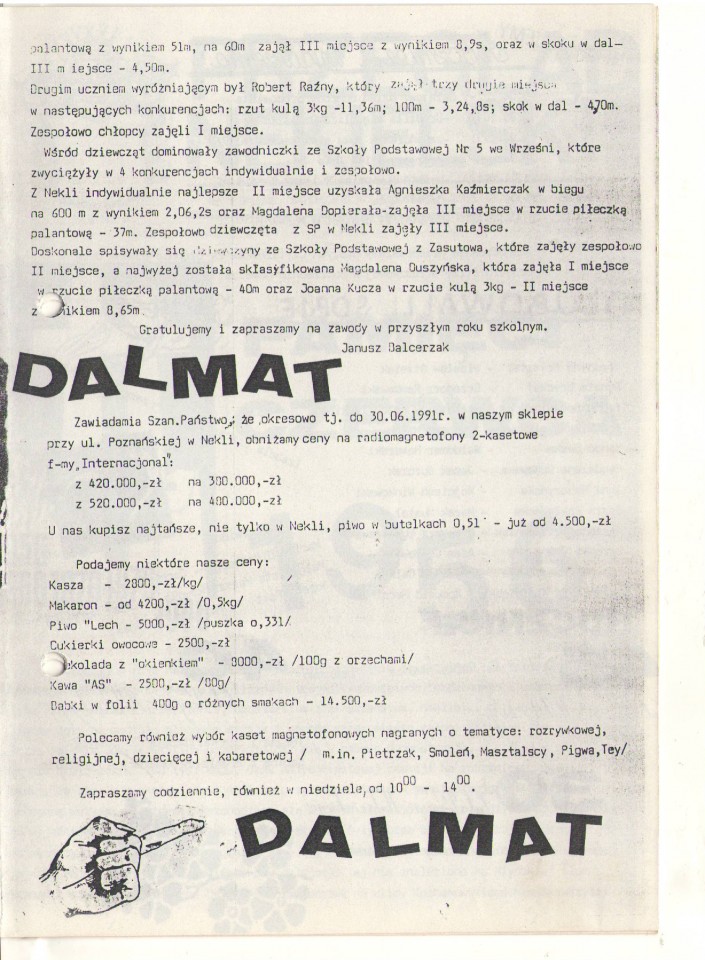 palantową z wynikiem 51m, na 60m zajął III miejsce z wynikiem 8,9s, oraz w skoku w dal-
III m iejsce - 4,50m.
Drugim uczniem wyróżniającym był Robert Raźny, który zajął trzy drugie miejsca
w następujących konkurencjach: rzut kulą 3kg -11,36m; 100m - 3,24,8s; skok w dal - 4,70m.
Zespołowo chłopcy zajęli I miejsce.
Wśród dziewcząt dominowały zawodniczki ze Szkoły Podstawowej Nr 5 we Wrześni, które
zwyciężyły w 4 konkurencjach indywidualnie i zespołowo.
Z Nekli indywidualnie najlepsze II miejsce uzyskała Agnieszka Kaźmierczak w biegu
na 600 m z wynikiem 2,06,2s oraz Magdalena Dopierała-zajęła III miejsce w rzucie piłeczką
palantową - 37m. Zespołowo dziewczęta z SP w Nekli zajęły III miejsce.
Doskonale spisywały się dziewczyny ze Szkoły Podstawowej z Zasutowa, które zajęły zespołowo
II miejsce, a najwyżej została sklasyfikowana Magdalena Duszyńska, która zajęła I miejsce
w rzucie piłeczką palantową - 40m oraz Joanna Kucza w rzucie kulą 3kg - II miejsce
z nikiem 8,65m.
Gratulujemy i zapraszamy na zawody w przyszłym roku szkolnym.
Janusz Balcerzak
DALMAT
Zawiadamia Szan.Państwo, że okresowo tj. do 30.06.1991r. w naszym sklepie
przy ul. Poznańskiej w Nekli, obniżamy ceny na radiomagnetofony 2-kasetowe
f-my „Internacjonal":
z 420.000,-zł na 380.000,-zł
z 520.000,-zł na 480.000,-zł
U nas kupisz najtańsze, nie tylko w Nekli, piwo w butelkach 0,5l - już od 4.500,-zł
Podajemy niektóre nasze ceny:
Kasza - 2800,-zł/kg/
Makaron - od 4200,-zł /0,5kg/
Piwo "Lech - 5000,-zł /puszka o,33l/
Cukierki owocowe - 2500,-zł
ekolada z "okienkiem" - 8000,-zł /100g z orzechami/
Kawa "AS" - 2500,-zł /80g/
Babki w folii 400g o różnych smakach - 14.500,-zł
Polecamy również wybór kaset magnetofonowych nagranych o tematyce: rozrywkowej,
religijnej, dziecięcej i kabaretowej / m.in. Pietrzak, Smoleń, Masztalscy, Pigwa,Tey/
Zapraszamy codziennie, również w niedziele,od 10⁰⁰ - 14⁰⁰.
DALMAT